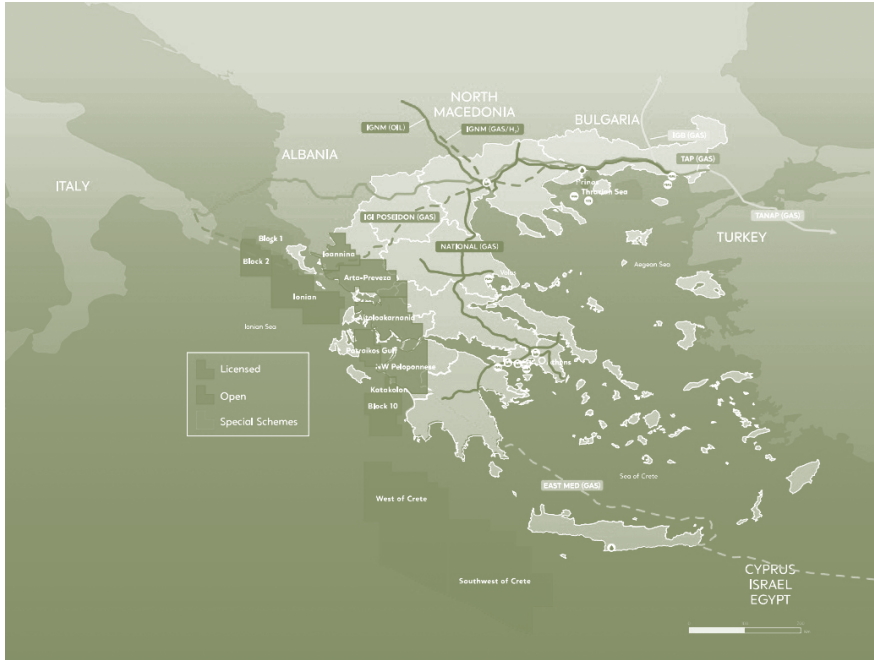 NORTH
MACEDONIA
BULGARIA
IGNM (OIL)
IGNM (GAS/H₂)
IGB (GAS)
ALBANIA
TAP (GAS)
ITALY
Prinos
Thracian Sea
IGI POSEIDON (GAS)
TANAP (GAS)
TURKEY
Block 1
NATIONAL (GAS)
Ioannina
Block 2
Aegean Sea
Arta-Preveza
Volos
Ionian
Aitoloakarnania
Ionian Sea
Patraikos Gulf
Athens
NW Peloponnese
Licensed
Katakolon
Open
Block 10
Special Schemes
Sea of Crete
EAST MED (GAS)
West of Crete
CYPRUS
ISRAEL
EGYPT
Southwest of Crete